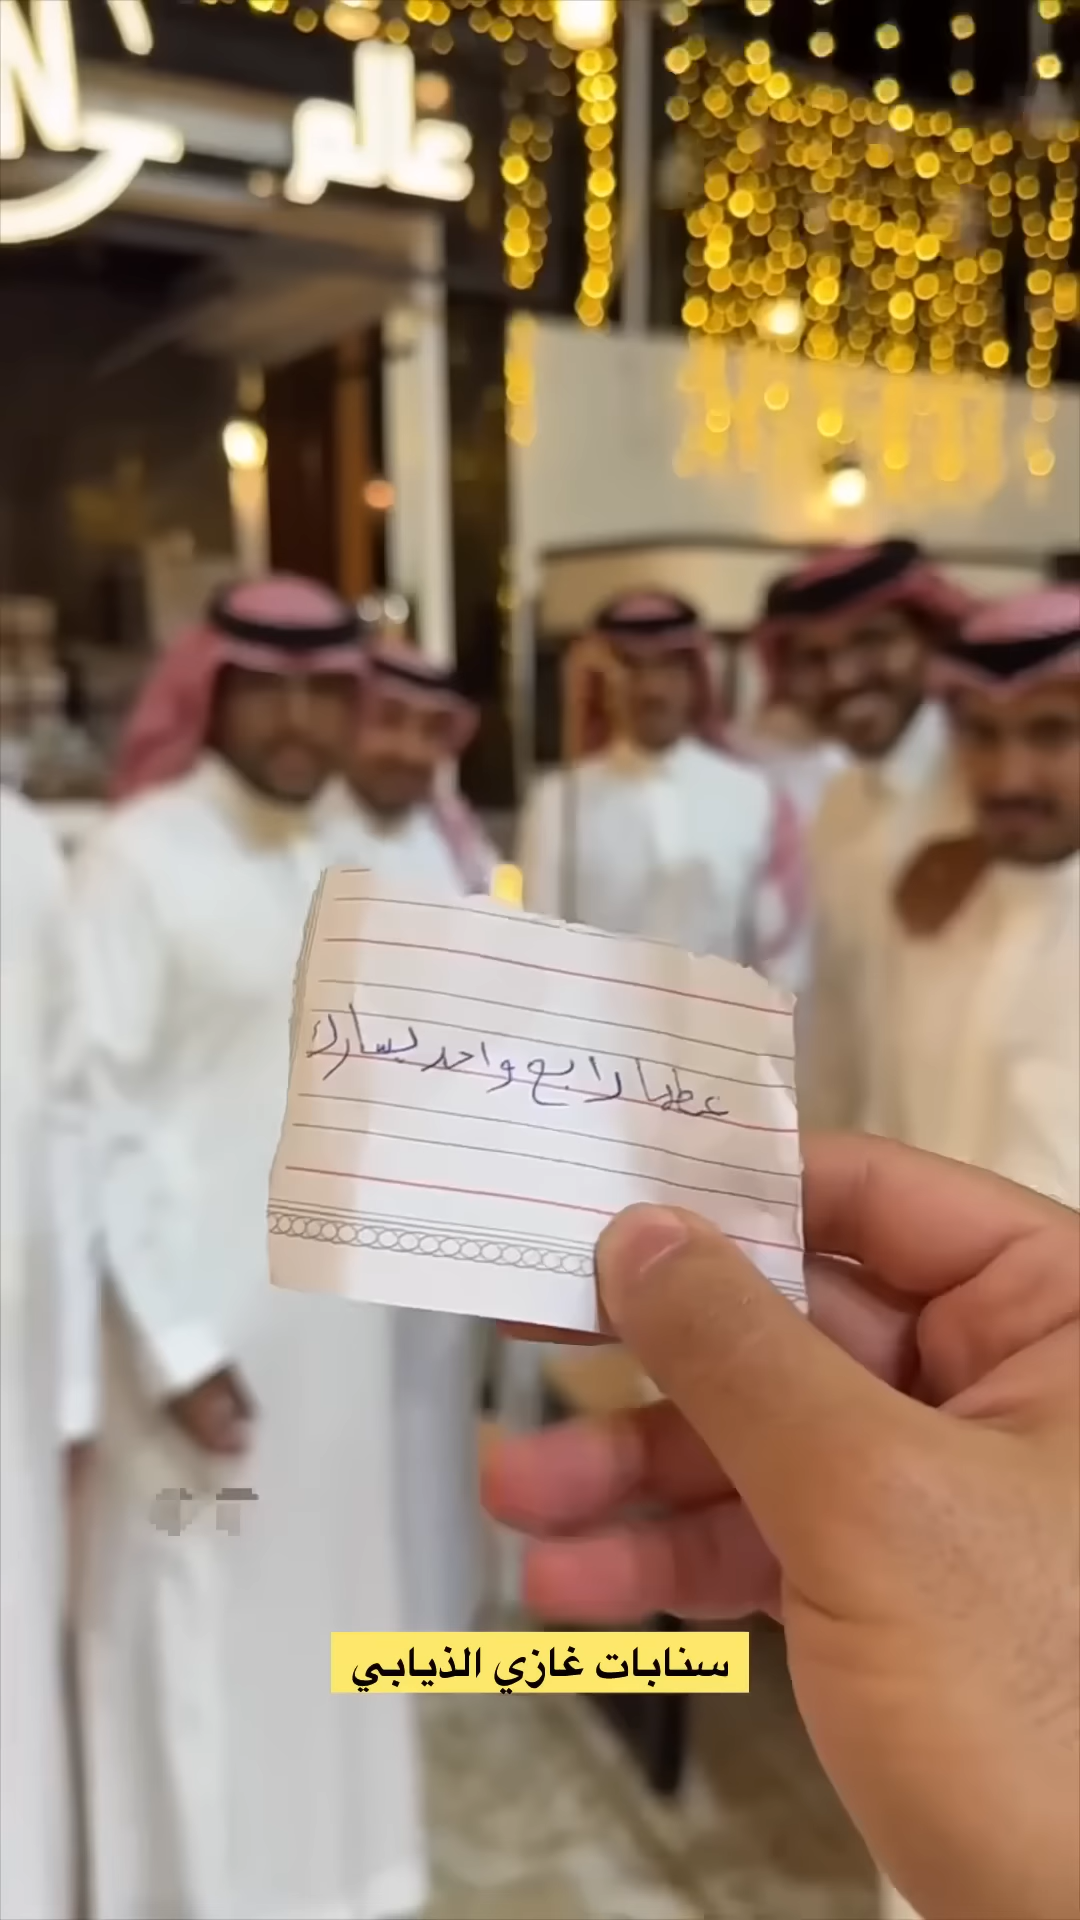 عالم
عطها رابع واحد يسارك
سنابات غازي الذيابي